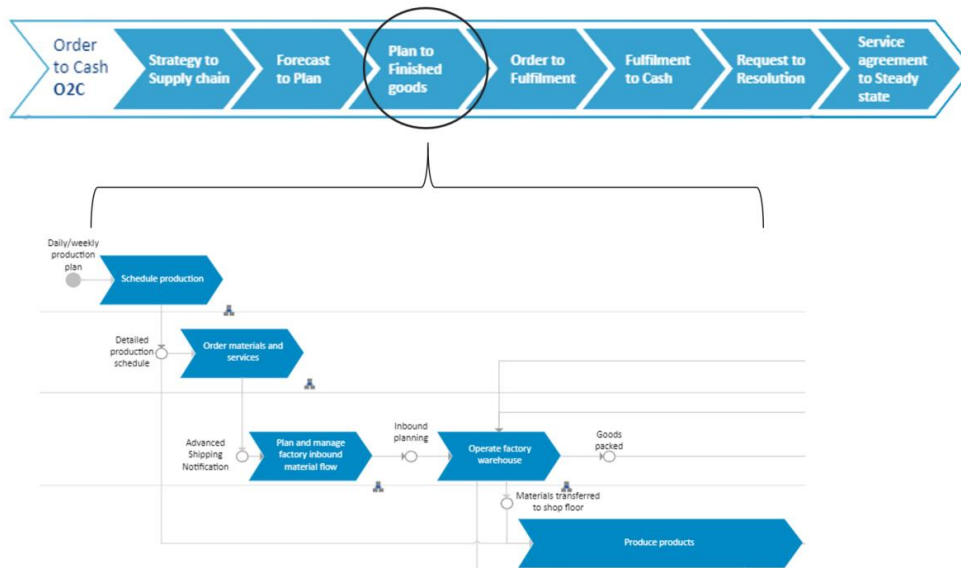 Order
to Cash
O2C
Strategy to
Supply chain
Forecast
to Plan
Plan to
Finished
goods
Order to
Fulfilment
Fulfilment
to Cash
Request to
Resolution
Service
agreement
to Steady
state
Daily/weekly
production
plan
Schedule production
Detailed
production
schedule
Order materials and
services
Advanced
Shipping
Notification
Plan and manage
factory inbound
material flow
Inbound
planning
Operate factory
warehouse
Goods
packed
Materials transferred
to shop floor
Produce products